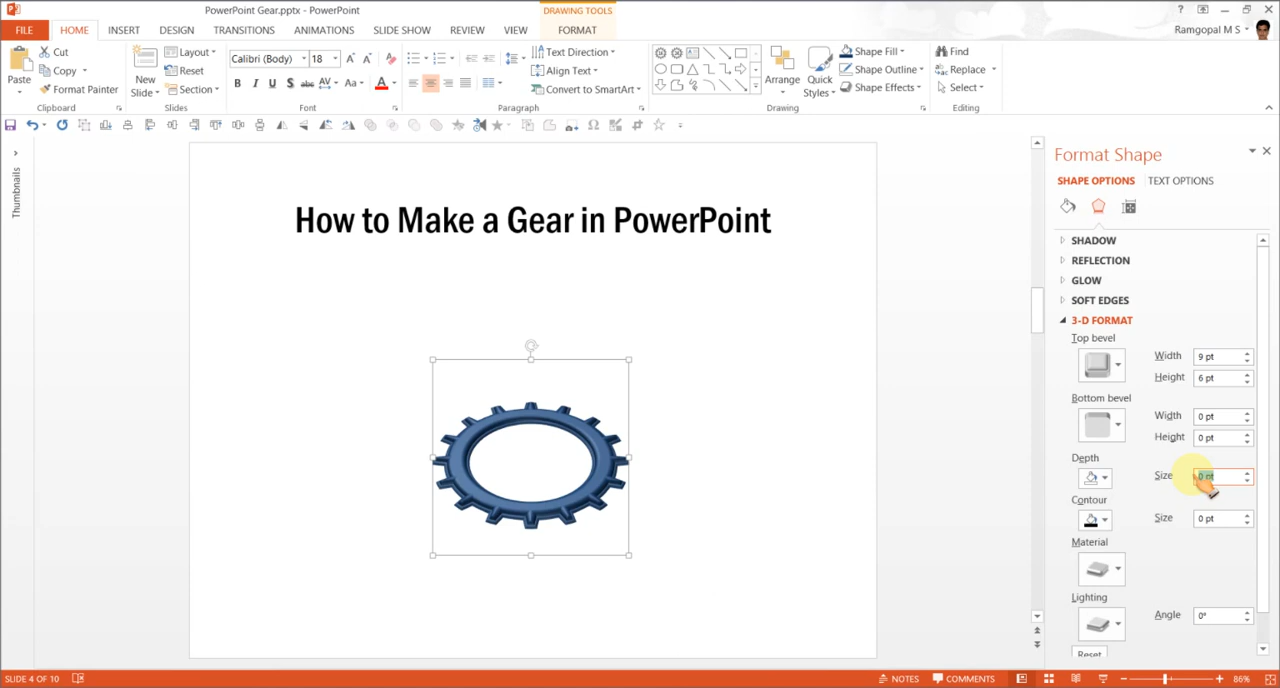 PowerPoint Gear.pptx - PowerPoint
DRAWING TOOLS
FILE HOME INSERT DESIGN TRANSITIONS ANIMATIONS SLIDE SHOW REVIEW VIEW FORMAT
Ramgopal M S
Paste
Cut
Copy
Format Painter
Clipboard
New Slide
Layout
Reset
Section
Slides
Calibri (Body) 18
B I U S abc AV Aa A
Font
Text Direction
Align Text
Convert to SmartArt
Paragraph
Arrange
Quick Styles
Shape Fill
Shape Outline
Shape Effects
Drawing
Find
Replace
Select
Editing
Thumbnails
How to Make a Gear in PowerPoint
Format Shape
SHAPE OPTIONS TEXT OPTIONS
SHADOW
REFLECTION
GLOW
SOFT EDGES
3-D FORMAT
Top bevel
Width 9 pt
Height 6 pt
Bottom bevel
Width 0 pt
Height 0 pt
Depth
Size 0 pt
Contour
Size 0 pt
Material
Lighting
Angle 0°
Reset
SLIDE 4 OF 10
NOTES COMMENTS
86%